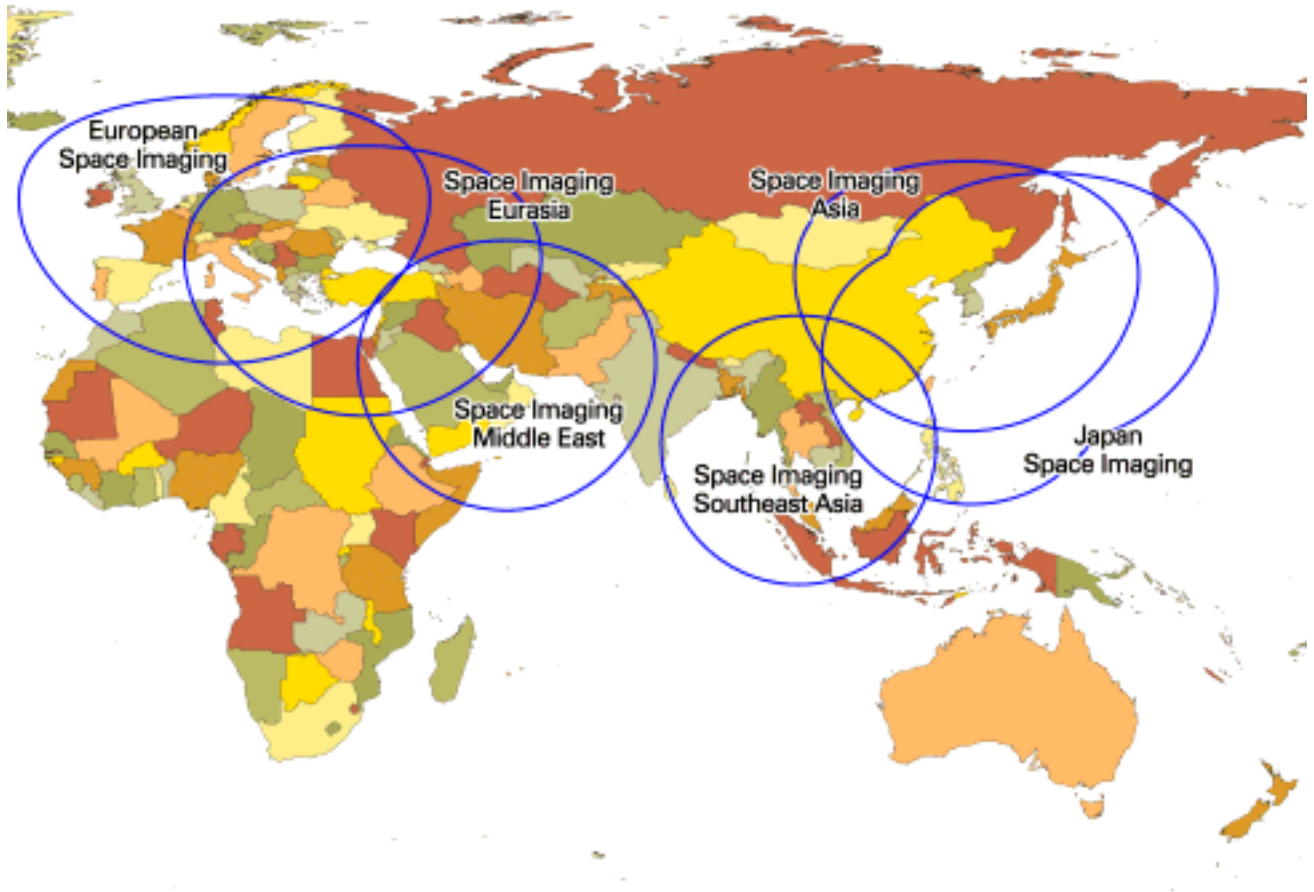 European
Space Imaging
Space Imaging
Eurasia
Space Imaging
Asia
Space Imaging
Middle East
Space Imaging
Southeast Asia
Japan
Space Imaging